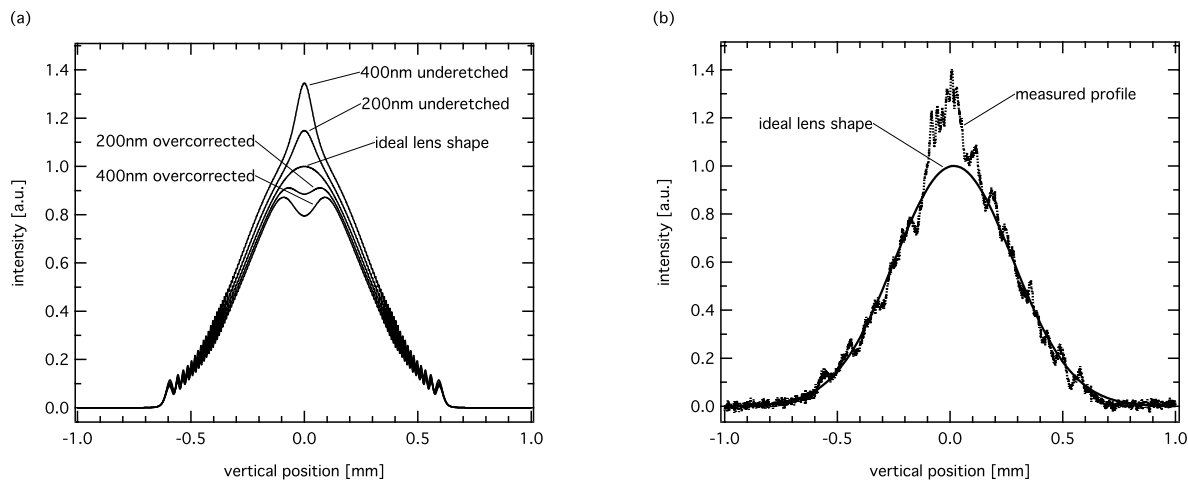 (a)
1.4
1.2
1.0
0.8
0.6
0.4
0.2
0.0
intensity [a.u.]
400nm underetched
200nm underetched
ideal lens shape
200nm overcorrected
400nm overcorrected
-1.0 -0.5 0.0 0.5 1.0
vertical position [mm]
(b)
1.4
1.2
1.0
0.8
0.6
0.4
0.2
0.0
intensity [a.u.]
measured profile
ideal lens shape
-1.0 -0.5 0.0 0.5 1.0
vertical position [mm]